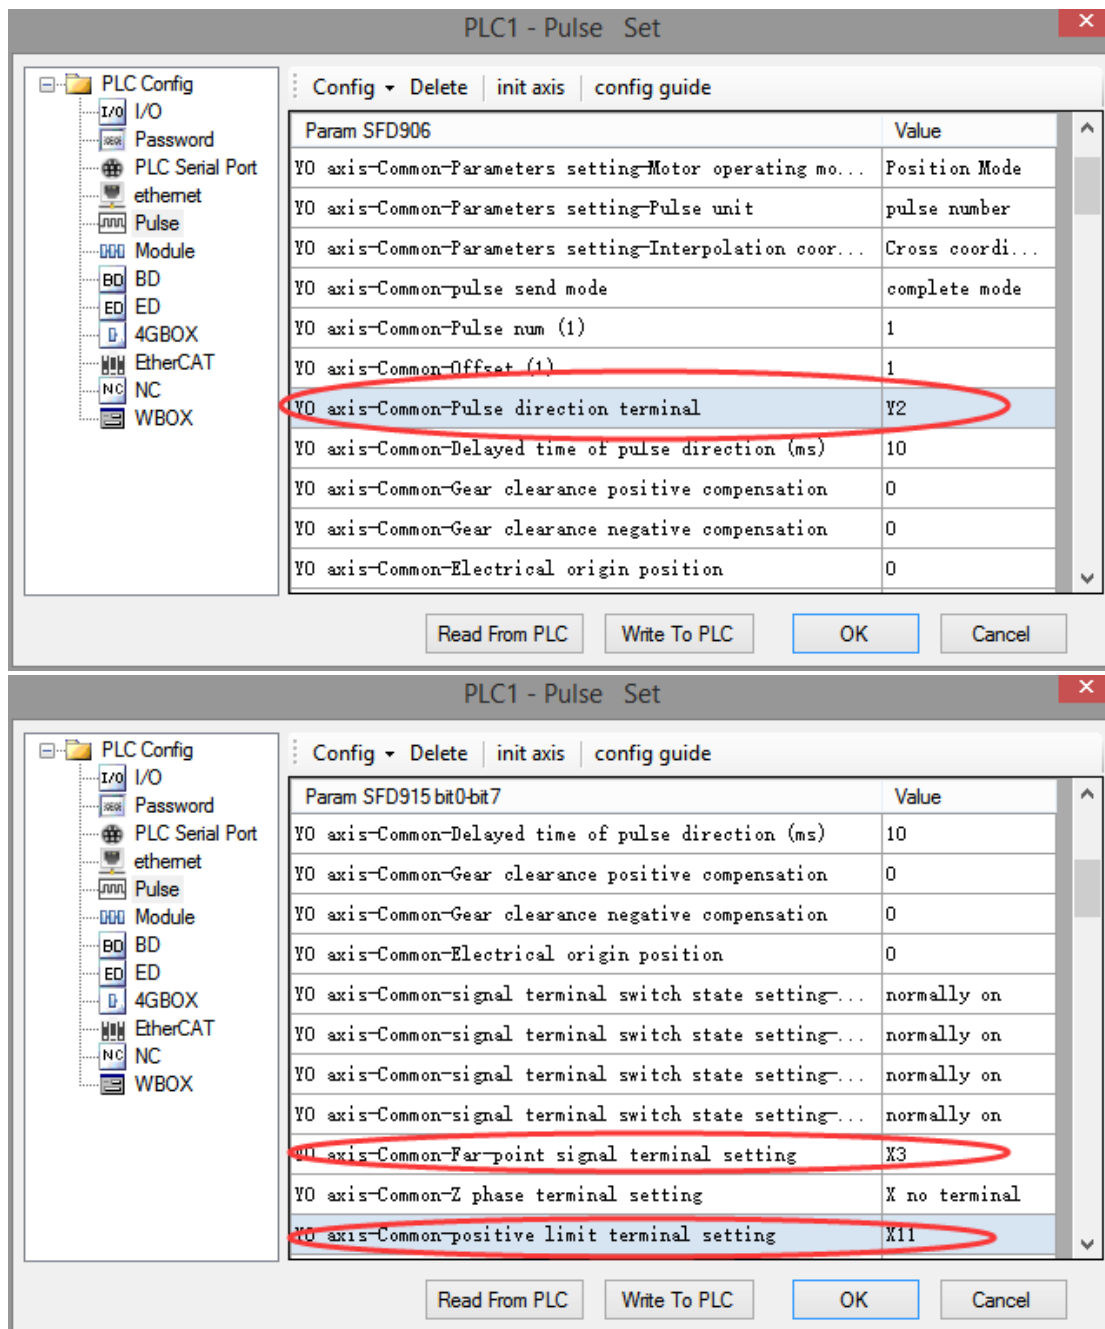 PLC1 - Pulse Set
PLC Config
I/O
Password
PLC Serial Port
ethernet
Pulse
Module
BD
ED
4GBOX
EtherCAT
NC
WBOX
Config Delete init axis config guide
Param SFD906 Value
Y0 axis-Common-Parameters setting-Motor operating mo... Position Mode
Y0 axis-Common-Parameters setting-Pulse unit pulse number
Y0 axis-Common-Parameters setting-Interpolation coor... Cross coordi...
Y0 axis-Common-pulse send mode complete mode
Y0 axis-Common-Pulse num (1) 1
Y0 axis-Common-Offset (1) 1
Y0 axis-Common-Pulse direction terminal Y2
Y0 axis-Common-Delayed time of pulse direction (ms) 10
Y0 axis-Common-Gear clearance positive compensation 0
Y0 axis-Common-Gear clearance negative compensation 0
Y0 axis-Common-Electrical origin position 0
Read From PLC Write To PLC OK Cancel
PLC1 - Pulse Set
PLC Config
I/O
Password
PLC Serial Port
ethernet
Pulse
Module
BD
ED
4GBOX
EtherCAT
NC
WBOX
Config Delete init axis config guide
Param SFD915 bit0-bit7 Value
Y0 axis-Common-Delayed time of pulse direction (ms) 10
Y0 axis-Common-Gear clearance positive compensation 0
Y0 axis-Common-Gear clearance negative compensation 0
Y0 axis-Common-Electrical origin position 0
Y0 axis-Common-signal terminal switch state setting-... normally on
Y0 axis-Common-signal terminal switch state setting-... normally on
Y0 axis-Common-signal terminal switch state setting-... normally on
Y0 axis-Common-signal terminal switch state setting-... normally on
Y0 axis-Common-Far-point signal terminal setting X3
Y0 axis-Common-Z phase terminal setting X no terminal
Y0 axis-Common-positive limit terminal setting X11
Read From PLC Write To PLC OK Cancel